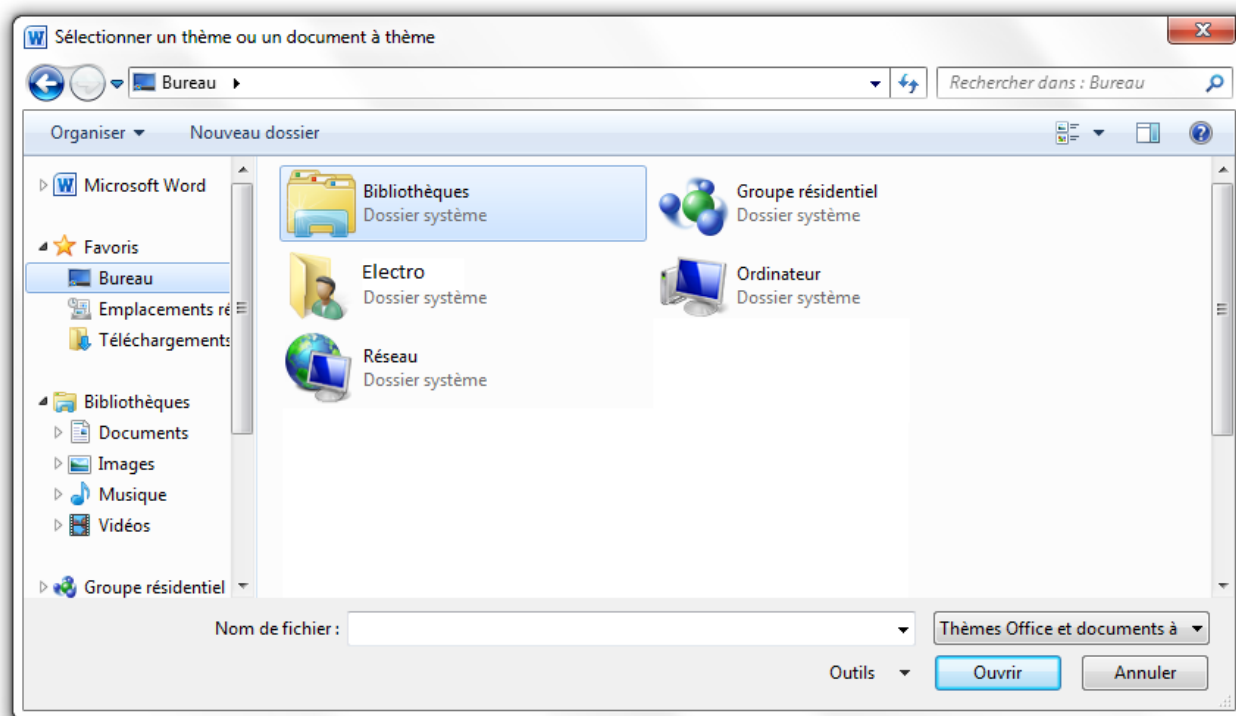 Sélectionner un thème ou un document à thème
Bureau
Rechercher dans : Bureau
Organiser
Nouveau dossier
Microsoft Word
Favoris
Bureau
Emplacements ré
Téléchargements
Bibliothèques
Documents
Images
Musique
Vidéos
Groupe résidentiel
Bibliothèques
Dossier système
Groupe résidentiel
Dossier système
Electro
Dossier système
Ordinateur
Dossier système
Réseau
Dossier système
Nom de fichier :
Thèmes Office et documents à
Outils
Ouvrir
Annuler